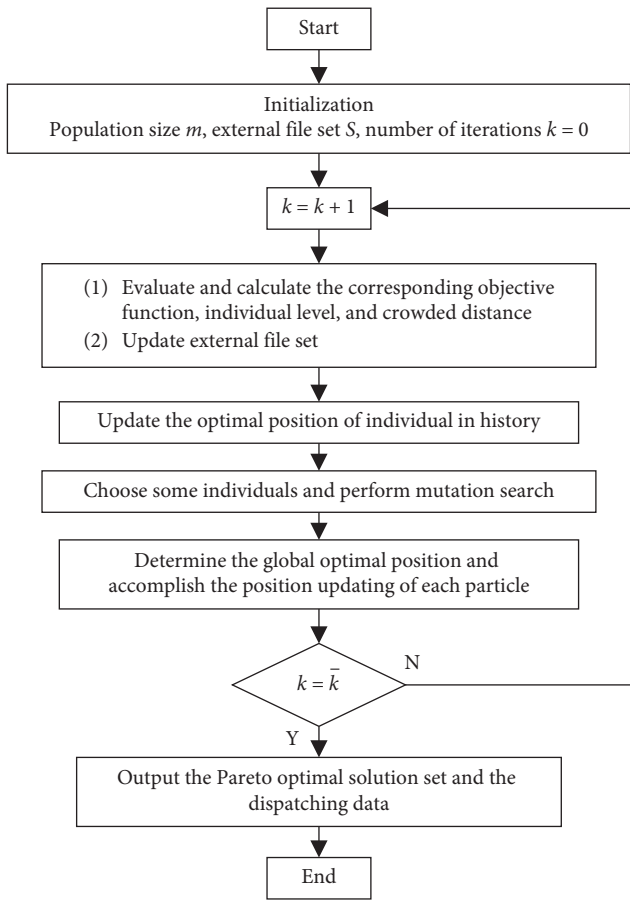 Start
Initialization
Population size m, external file set S, number of iterations k = 0
k = k + 1
(1) Evaluate and calculate the corresponding objective
function, individual level, and crowded distance
(2) Update external file set
Update the optimal position of individual in history
Choose some individuals and perform mutation search
Determine the global optimal position and
accomplish the position updating of each particle
k = k̄
N
Y
Output the Pareto optimal solution set and the
dispatching data
End